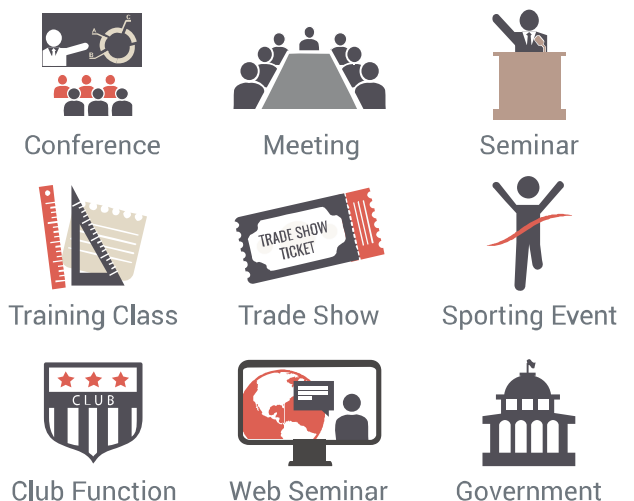 A
B
C
Conference
Meeting
Seminar
TRADE SHOW
TICKET
Training Class
Trade Show
Sporting Event
CLUB
Club Function
Web Seminar
Government